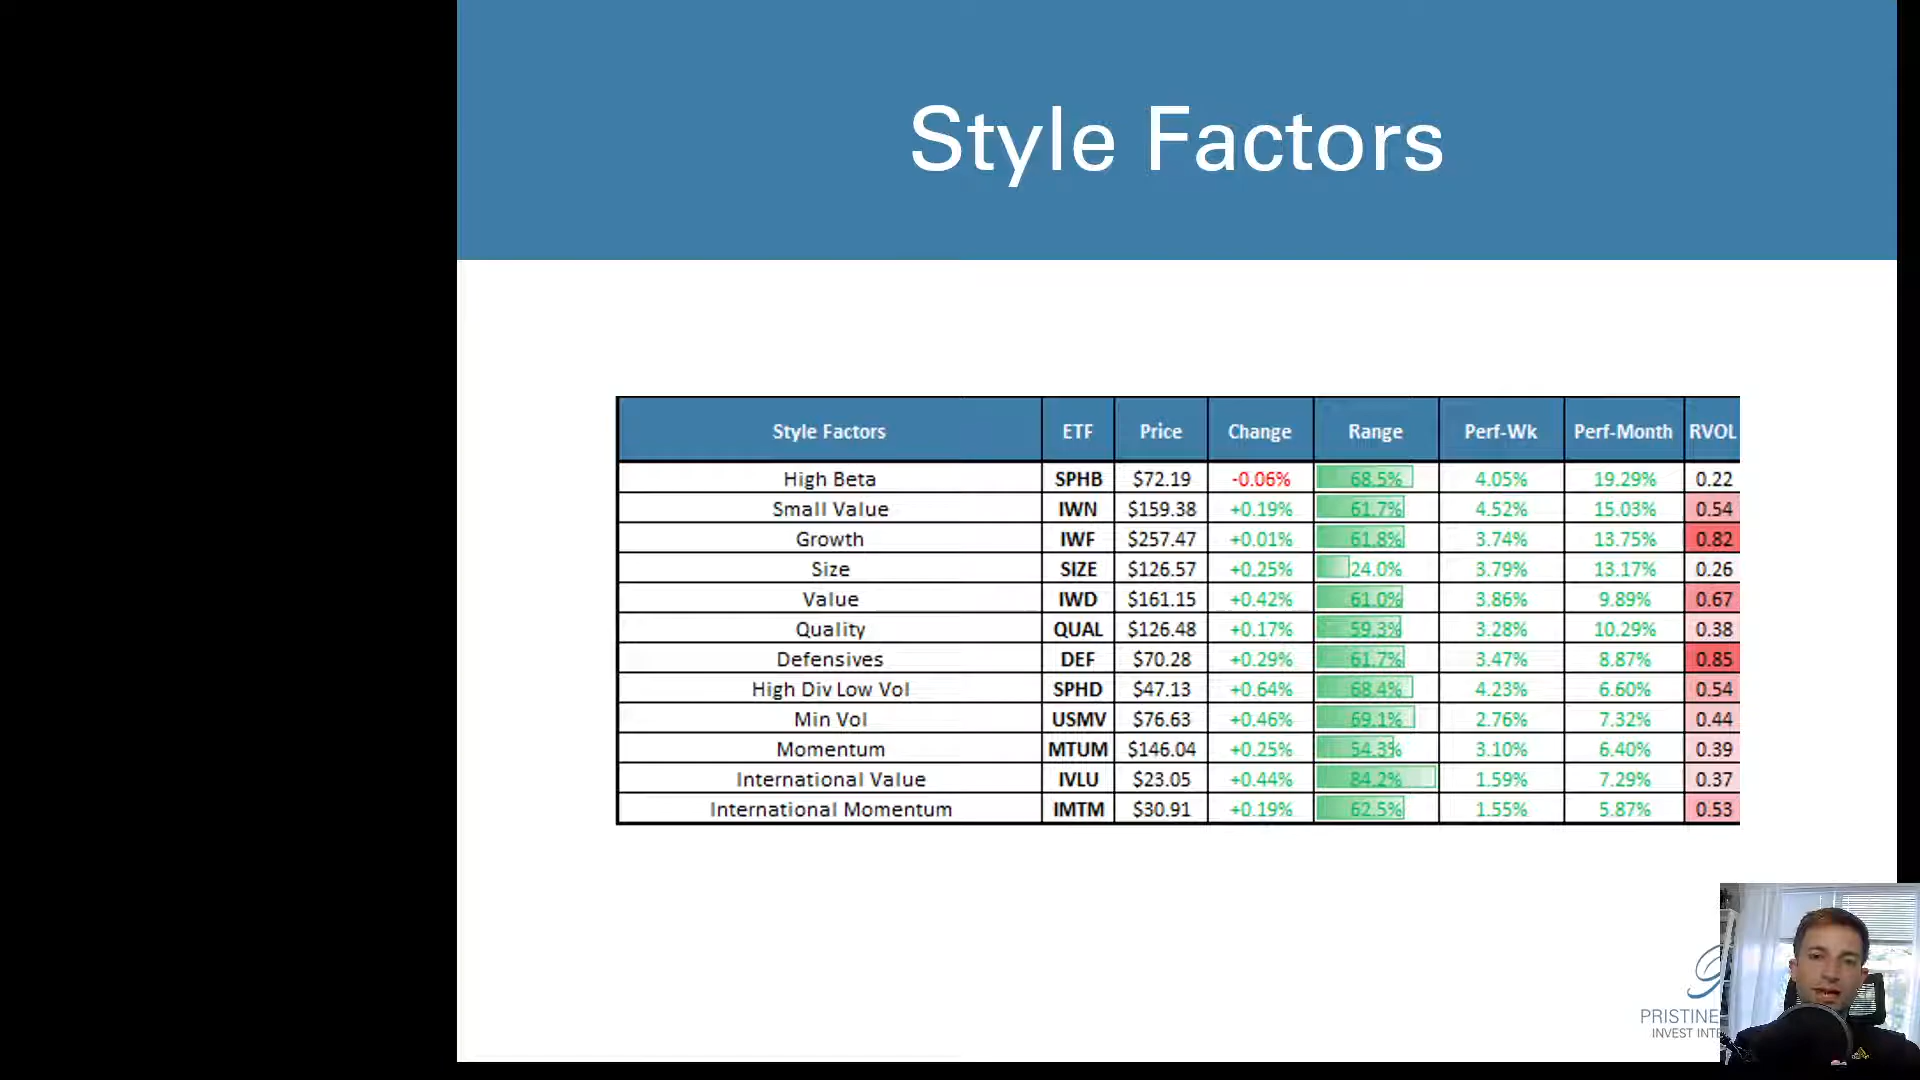 Style Factors
Style Factors ETF Price Change Range Perf-Wk Perf-Month RVOL
High Beta SPHB $72.19 -0.06% 68.5% 4.05% 19.29% 0.22
Small Value IWN $159.38 +0.19% 61.7% 4.52% 15.03% 0.54
Growth IWF $257.47 +0.01% 61.8% 3.74% 13.75% 0.82
Size SIZE $126.57 +0.25% 24.0% 3.79% 13.17% 0.26
Value IWD $161.15 +0.42% 61.0% 3.86% 9.89% 0.67
Quality QUAL $126.48 +0.17% 59.3% 3.28% 10.29% 0.38
Defensives DEF $70.28 +0.29% 61.7% 3.47% 8.87% 0.85
High Div Low Vol SPHD $47.13 +0.64% 68.4% 4.23% 6.60% 0.54
Min Vol USMV $76.63 +0.46% 69.1% 2.76% 7.32% 0.44
Momentum MTUM $146.04 +0.25% 54.3% 3.10% 6.40% 0.39
International Value IVLU $23.05 +0.44% 84.2% 1.59% 7.29% 0.37
International Momentum IMTM $30.91 +0.19% 62.5% 1.55% 5.87% 0.53
PRISTINE
INVEST